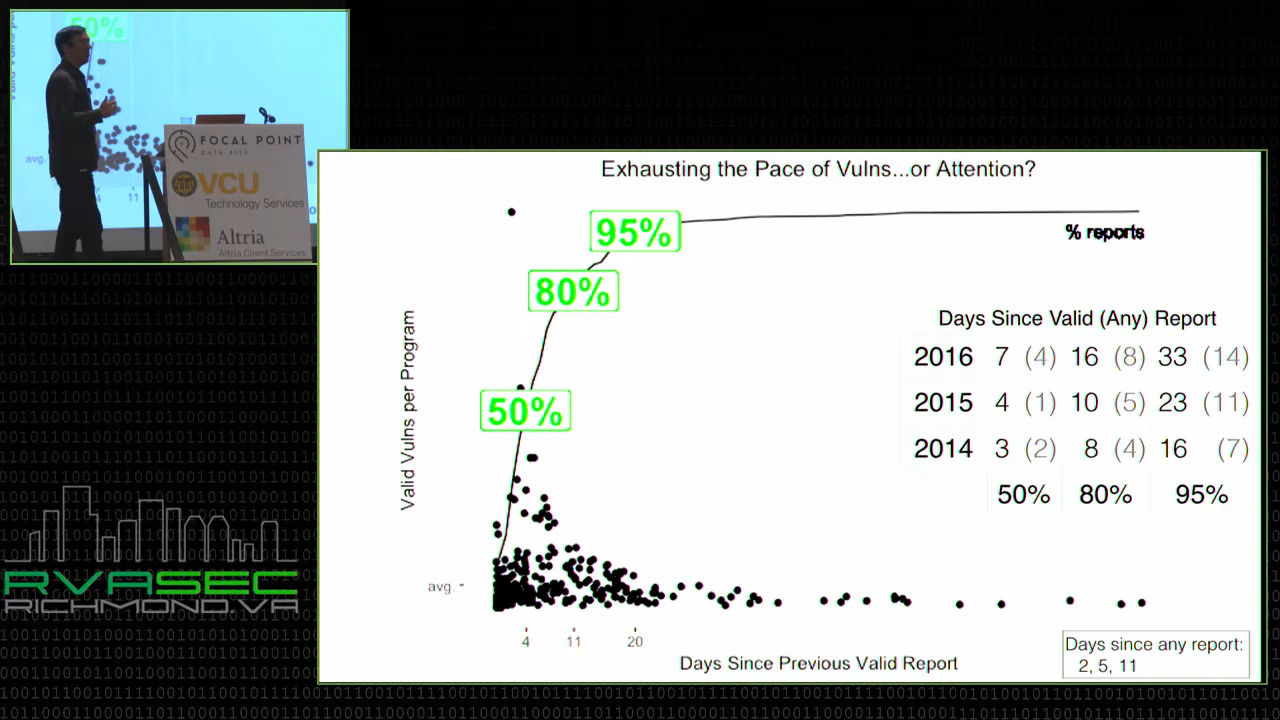 50%
avg.
11
FOCAL POINT
DATA RISK
VCU
Technology Services
Altria
Altria Client Services
Exhausting the Pace of Vulns...or Attention?
95%
% reports
80%
50%
Valid Vulns per Program
Days Since Valid (Any) Report
2016 7 (4) 16 (8) 33 (14)
2015 4 (1) 10 (5) 23 (11)
2014 3 (2) 8 (4) 16 (7)
50% 80% 95%
avg. -
4 11 20
Days Since Previous Valid Report
Days since any report:
2, 5, 11
RVASEC
RICHMOND, VA